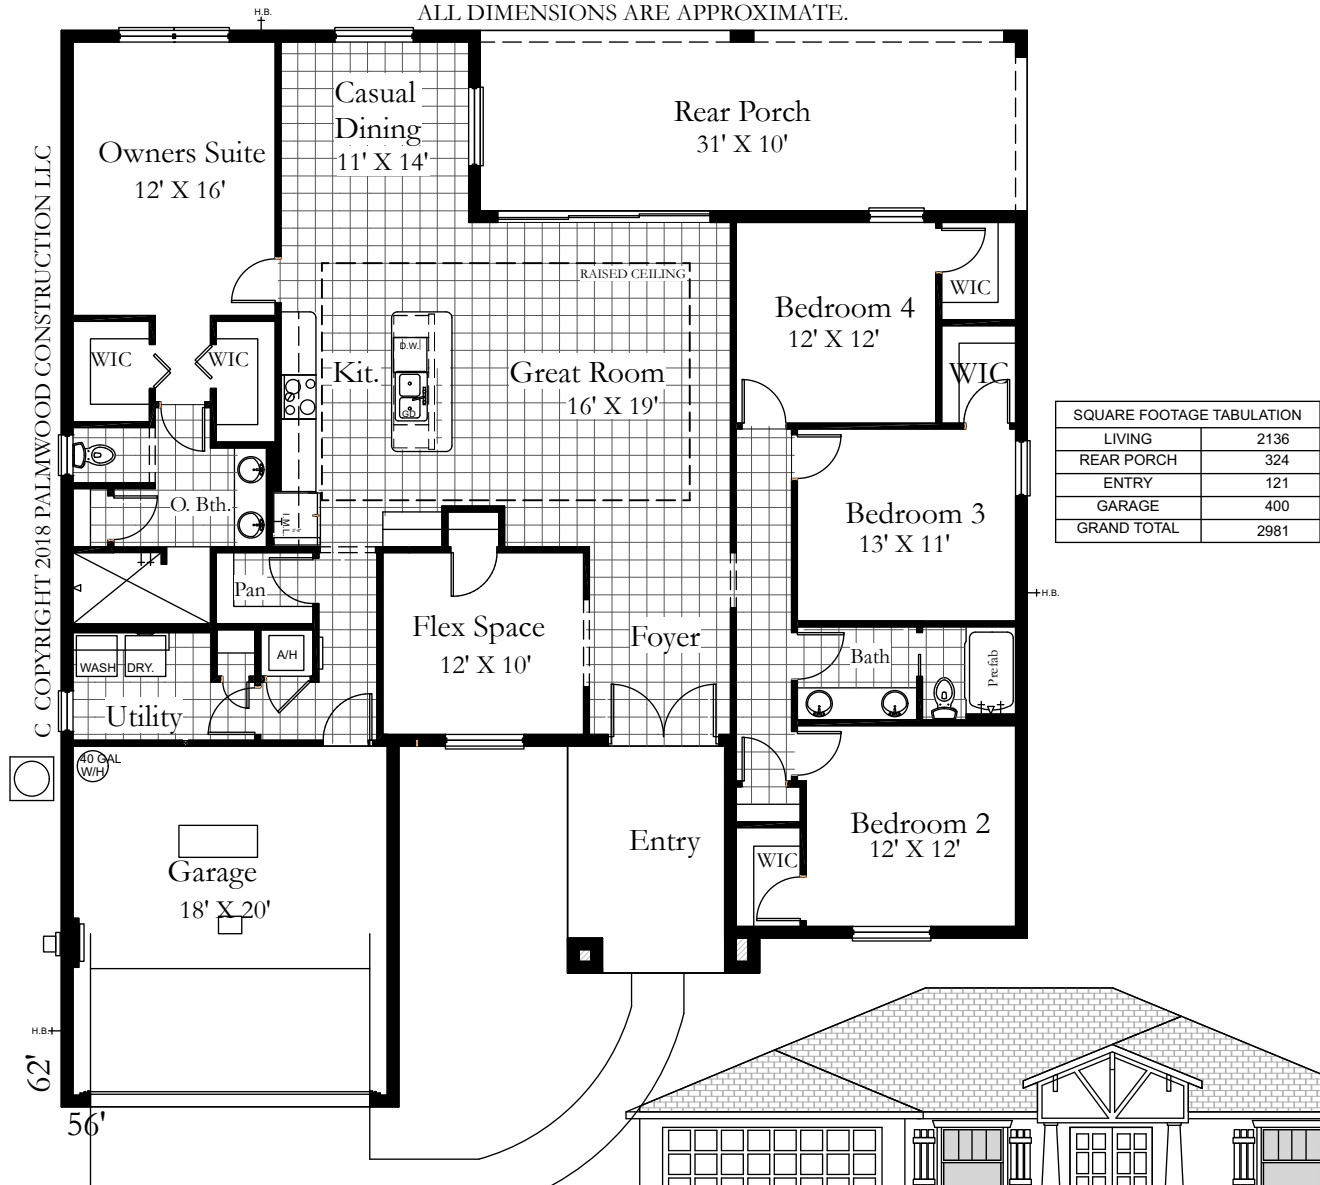 ALL DIMENSIONS ARE APPROXIMATE.
H.B.
Casual
Dining
11' X 14'
Rear Porch
31' X 10'
Owners Suite
12' X 16'
C COPYRIGHT 2018 PALMWOOD CONSTRUCTION LLC
RAISED CEILING
WIC
Bedroom 4
12' X 12'
WIC
WIC
D.W.
Kit.
Great Room
16' X 19'
WIC
GD
SQUARE FOOTAGE TABULATION
LIVING 2136
REAR PORCH 324
ENTRY 121
GARAGE 400
GRAND TOTAL 2981
O. Bth.
I.M.L.
Bedroom 3
13' X 11'
Pan
H.B.
Flex Space
12' X 10'
Foyer
Bath
Prefab
A/H
WASH
DRY.
Utility
40 GAL
W/H
Bedroom 2
12' X 12'
Entry
WIC
Garage
18' X 20'
H.B.
62'
56'